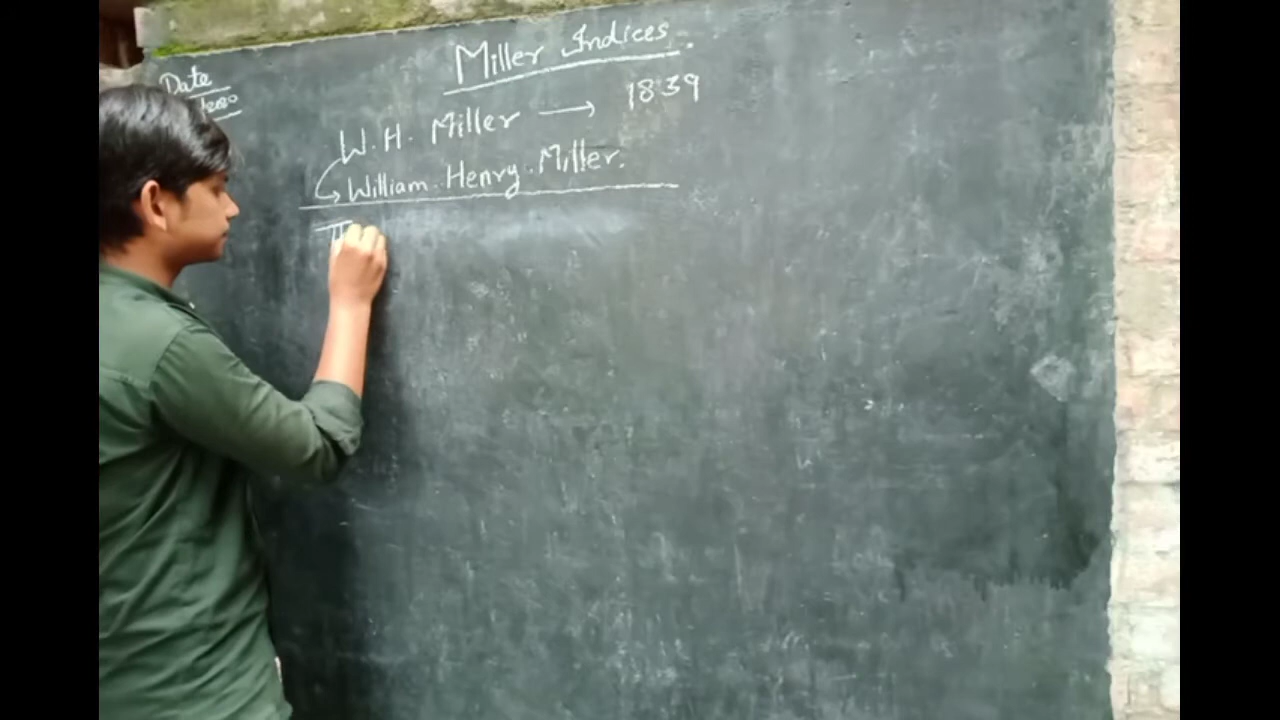 Miller Indices.
Date
W.H. Miller → 1839
William. Henry. Miller.